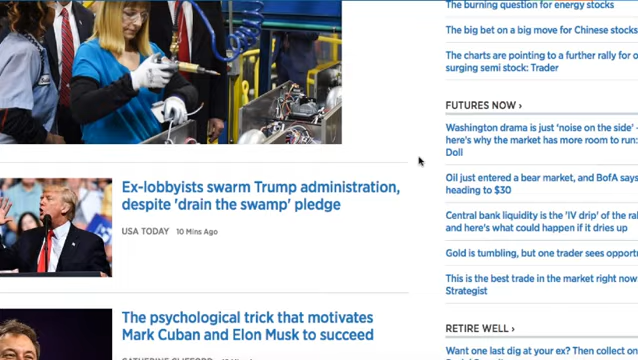 Ex-lobbyists swarm Trump administration,
despite 'drain the swamp' pledge
USA TODAY 10 Mins Ago
The psychological trick that motivates
Mark Cuban and Elon Musk to succeed
CATHERINE CLIFFORD
The burning question for energy stocks
The big bet on a big move for Chinese stocks
The charts are pointing to a further rally for
surging semi stock: Trader
FUTURES NOW ›
Washington drama is just 'noise on the side' -
here's why the market has more room to run:
Doll
Oil just entered a bear market, and BofA says
heading to $30
Central bank liquidity is the 'IV drip' of the
and here's what could happen if it dries up
Gold is tumbling, but one trader sees
This is the best trade in the market right now
Strategist
RETIRE WELL ›
Want one last dig at your ex? Then collect on